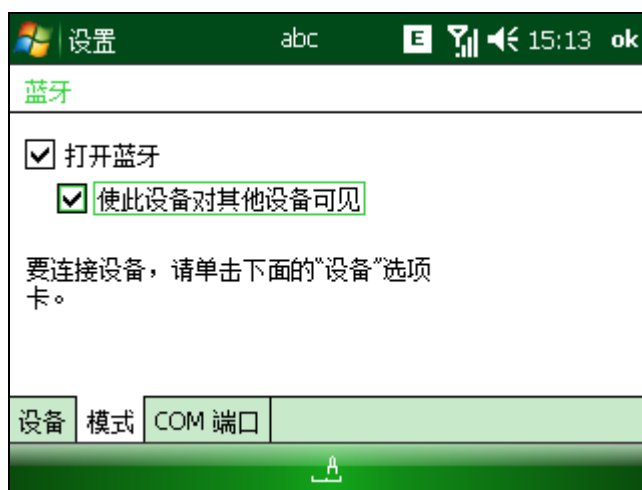 设置 abc E 15:13 ok
蓝牙
打开蓝牙
使此设备对其他设备可见
要连接设备，请单击下面的"设备"选项
卡。
设备 模式 COM 端口
A